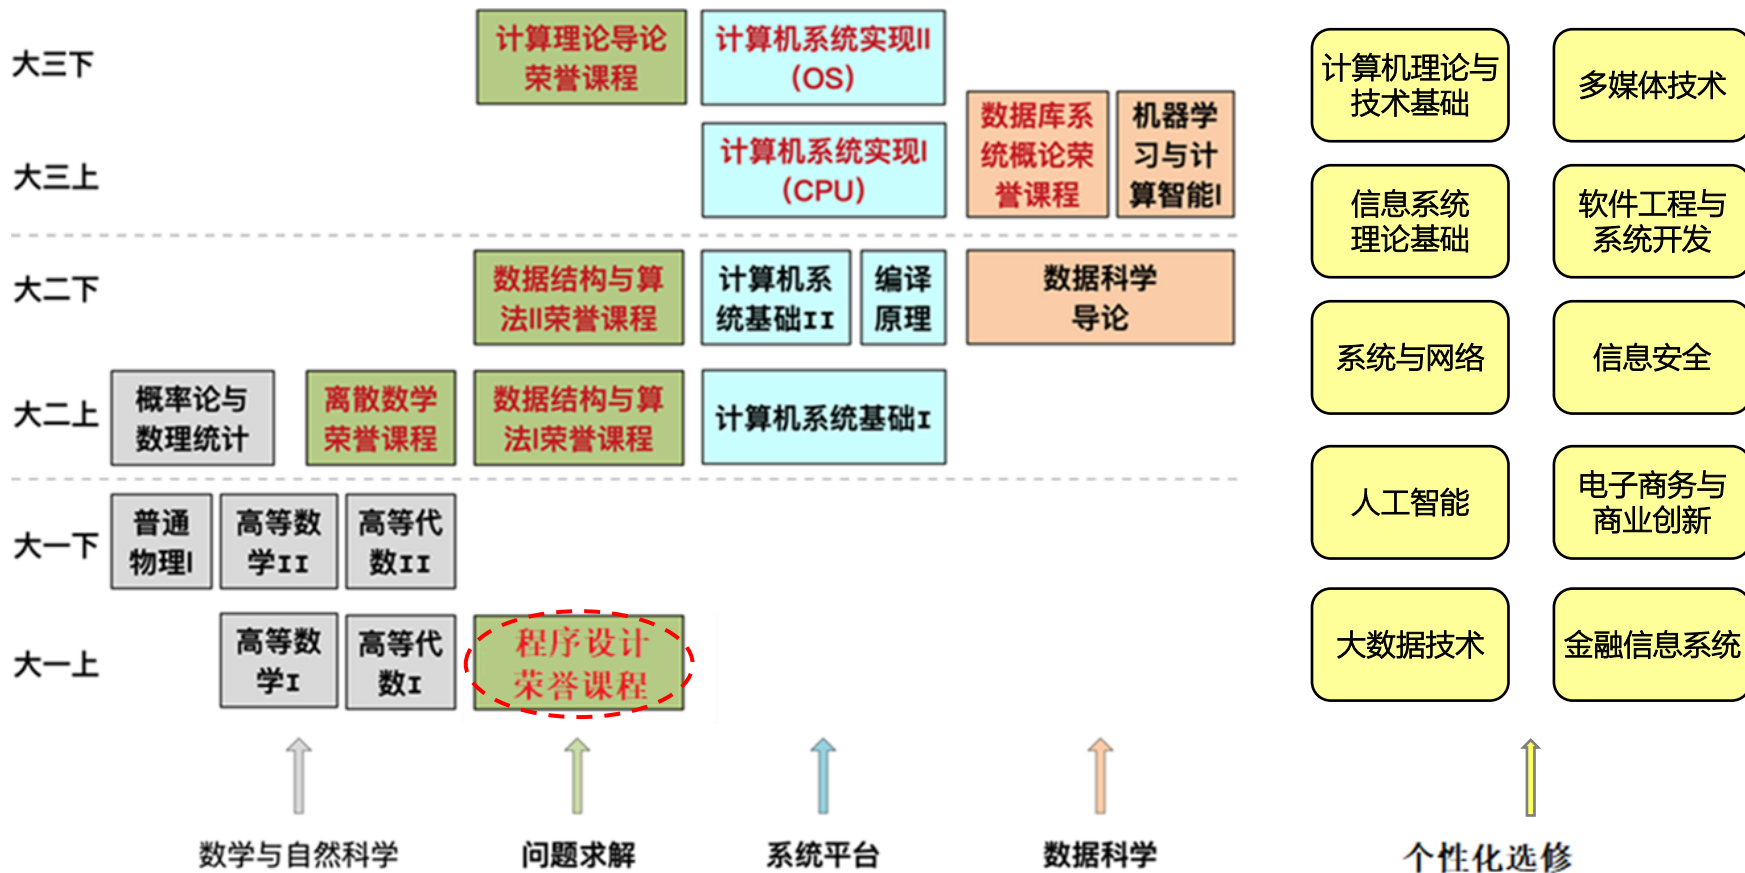 大三下
计算理论导论
荣誉课程
计算机系统实现II
(OS)
大三上
计算机系统实现I
(CPU)
数据库系
统概论荣
誉课程
机器学
习与计
算智能I
大二下
数据结构与算
法II荣誉课程
计算机系
统基础II
编译
原理
数据科学
导论
大二上
概率论与
数理统计
离散数学
荣誉课程
数据结构与算
法I荣誉课程
计算机系统基础I
大一下
普通
物理I
高等数
学II
高等代
数II
大一上
高等数
学I
高等代
数I
程序设计
荣誉课程
数学与自然科学
问题求解
系统平台
数据科学
计算机理论与
技术基础
多媒体技术
信息系统
理论基础
软件工程与
系统开发
系统与网络
信息安全
人工智能
电子商务与
商业创新
大数据技术
金融信息系统
个性化选修